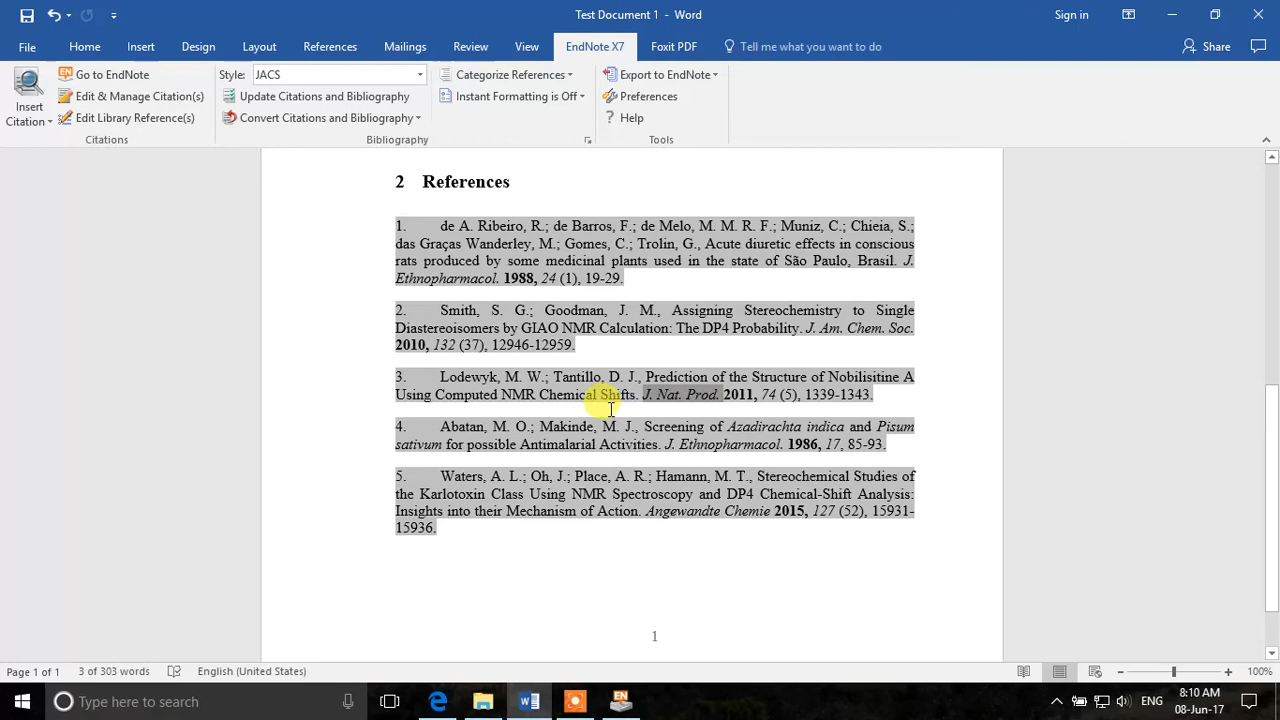 Test Document 1 - Word
Sign in
File Home Insert Design Layout References Mailings Review View EndNote X7 Foxit PDF Tell me what you want to do Share
Insert Citation
EN Go to EndNote
Edit & Manage Citation(s)
Edit Library Reference(s)
Citations
Style: JACS
Update Citations and Bibliography
Convert Citations and Bibliography
Categorize References
Instant Formatting is On
Bibliography
Export to EndNote
Preferences
? Help
Tools
2 References
1. de A. Ribeiro, R.; de Barros, F.; de Melo, M. M. R. F.; Muniz, C.; Chieia, S.;
das Graças Wanderley, M.; Gomes, C.; Trolin, G., Acute diuretic effects in conscious
rats produced by some medicinal plants used in the state of São Paulo, Brasil. J.
Ethnopharmacol. 1988, 24 (1), 19-29.
2. Smith, S. G.; Goodman, J. M., Assigning Stereochemistry to Single
Diastereoisomers by GIAO NMR Calculation: The DP4 Probability. J. Am. Chem. Soc.
2010, 132 (37), 12946-12959.
3. Lodewyk, M. W.; Tantillo, D. J., Prediction of the Structure of Nobilisitine A
Using Computed NMR Chemical Shifts. J. Nat. Prod. 2011, 74 (5), 1339-1343.
4. Abatan, M. O.; Makinde, M. J., Screening of Azadirachta indica and Pisum
sativum for possible Antimalarial Activities. J. Ethnopharmacol. 1986, 17, 85-93.
5. Waters, A. L.; Oh, J.; Place, A. R.; Hamann, M. T., Stereochemical Studies of
the Karlotoxin Class Using NMR Spectroscopy and DP4 Chemical-Shift Analysis:
Insights into their Mechanism of Action. Angewandte Chemie 2015, 127 (52), 15931-
15936.
1
Page 1 of 1 3 of 303 words English (United States) 100%
Type here to search
ENG
8:10 AM
08-Jun-17